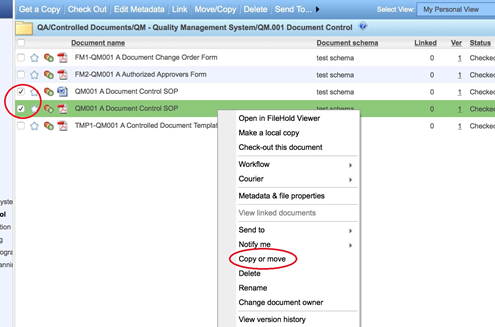 Get a Copy Check Out Edit Metadata Link Move/Copy Delete Send To... Select View: My Personal View
QA/Controlled Documents/QM - Quality Management System/QM.001 Document Control
Document name Document schema Linked Ver Status
FM1-QM001 A Document Change Order Form test schema 0 1 Checked
FM2-QM001 A Authorized Approvers Form test schema 0 1 Checked
QM001 A Document Control SOP test schema 0 1 Checked
QM001 A Document Control SOP test schema 0 1 Checked
TMP1-QM001 A Controlled Document Templat 0 1 Checked
Open in FileHold Viewer
Make a local copy
Check-out this document
Workflow
Courier
Metadata & file properties
View linked documents
Send to
Notify me
Copy or move
Delete
Rename
Change document owner
View version history